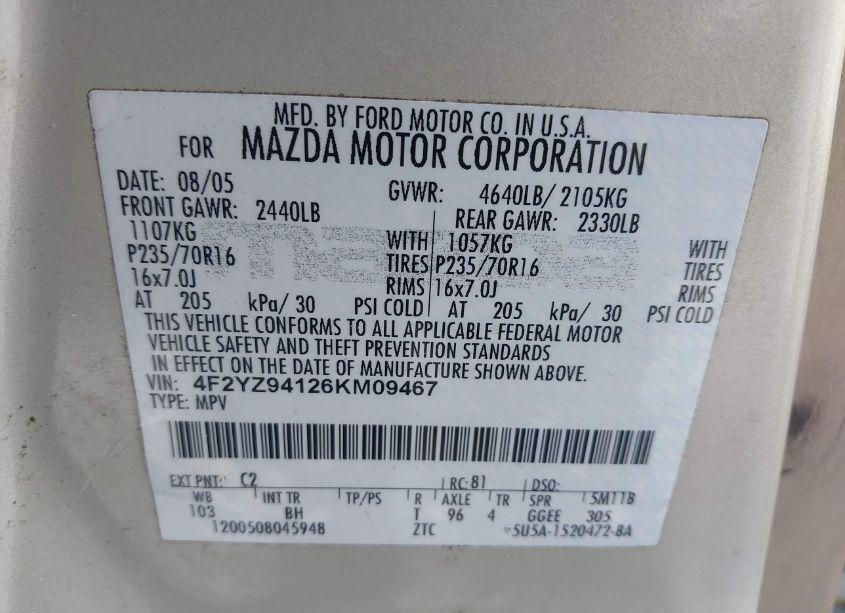 MFD. BY FORD MOTOR CO. IN U.S.A.
FOR MAZDA MOTOR CORPORATION
DATE: 08/05 GVWR: 4640LB/ 2105KG
FRONT GAWR: 2440LB REAR GAWR: 2330LB
1107KG WITH 1057KG WITH
P235/70R16 TIRES P235/70R16 TIRES
16x7.0J RIMS 16x7.0J RIMS
AT 205 kPa/ 30 PSI COLD AT 205 kPa/ 30 PSI COLD
THIS VEHICLE CONFORMS TO ALL APPLICABLE FEDERAL MOTOR
VEHICLE SAFETY AND THEFT PREVENTION STANDARDS
IN EFFECT ON THE DATE OF MANUFACTURE SHOWN ABOVE.
VIN: 4F2YZ94126KM09467
TYPE: MPV
EXT PNT: C2 RC: 81 DSO:
WB INT TR TP/PS R AXLE TR SPR 5M11B
103 BH T 96 4 GGEE 305
1200508045948 ZTC 5U5A-1520472-BA